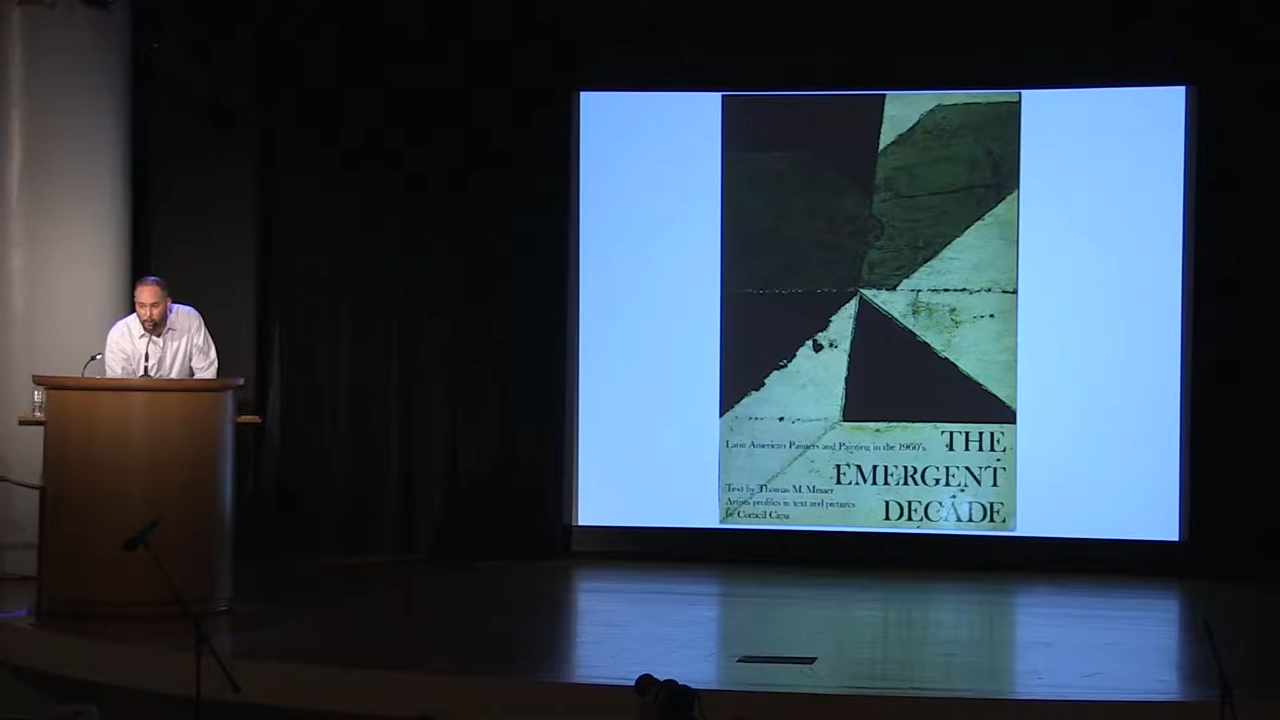 Latin American Painters and Painting in the 1960's
THE
EMERGENT
DECADE
Text by Thomas M. Messer
Artists' profiles in text and pictures
by Cornell Capa